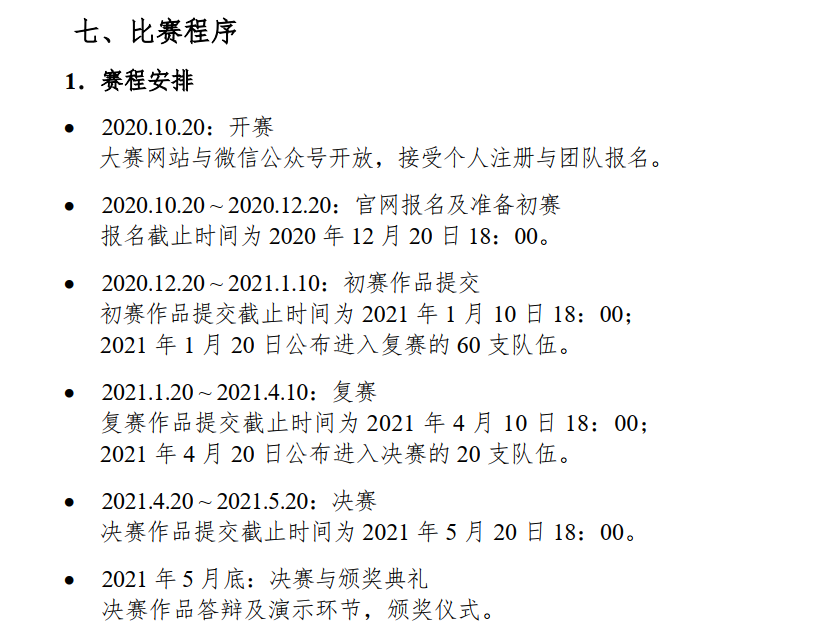 七、比赛程序
1. 赛程安排
• 2020.10.20：开赛
大赛网站与微信公众号开放，接受个人注册与团队报名。
• 2020.10.20 ~ 2020.12.20：官网报名及准备初赛
报名截止时间为 2020 年 12 月 20 日 18：00。
• 2020.12.20 ~ 2021.1.10：初赛作品提交
初赛作品提交截止时间为 2021 年 1 月 10 日 18：00；
2021 年 1 月 20 日公布进入复赛的 60 支队伍。
• 2021.1.20 ~ 2021.4.10：复赛
复赛作品提交截止时间为 2021 年 4 月 10 日 18：00；
2021 年 4 月 20 日公布进入决赛的 20 支队伍。
• 2021.4.20 ~ 2021.5.20：决赛
决赛作品提交截止时间为 2021 年 5 月 20 日 18：00。
• 2021 年 5 月底：决赛与颁奖典礼
决赛作品答辩及演示环节，颁奖仪式。